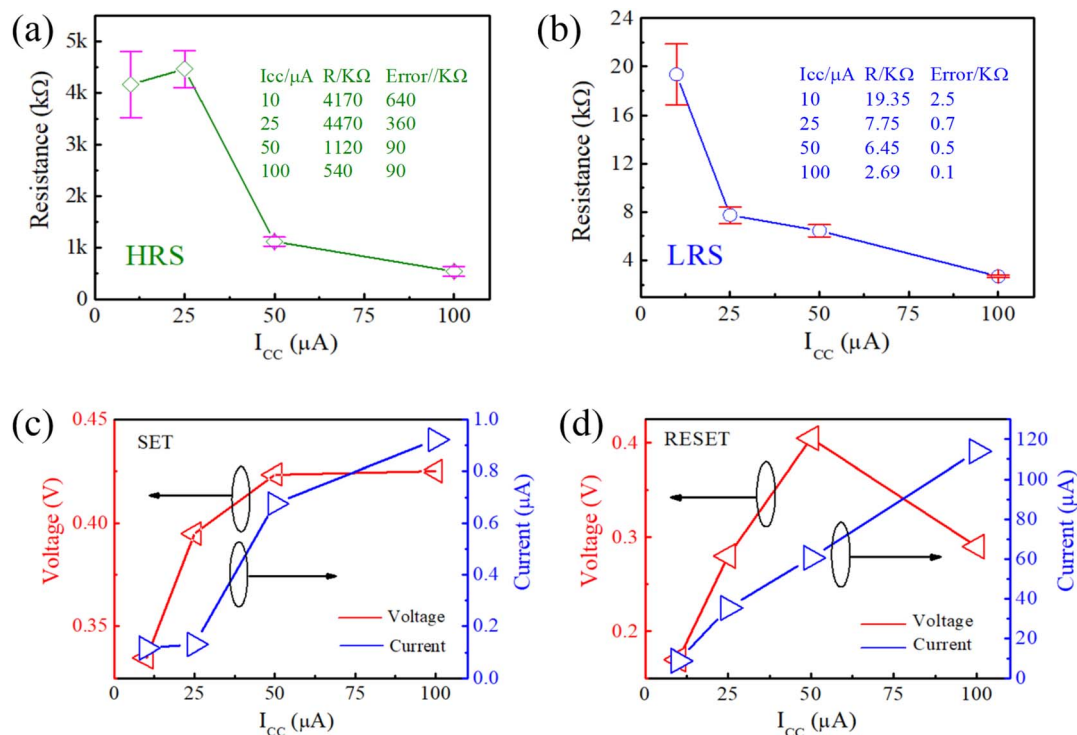 (a)
Resistance (kΩ)
5k
4k
3k
2k
1k
0
Icc/μA R/KΩ Error//KΩ
10 4170 640
25 4470 360
50 1120 90
100 540 90
HRS
0 25 50 75 100
I_CC (μA)
(b)
Resistance (kΩ)
24
20
16
12
8
4
Icc/μA R/KΩ Error/KΩ
10 19.35 2.5
25 7.75 0.7
50 6.45 0.5
100 2.69 0.1
LRS
0 25 50 75 100
I_CC (μA)
(c)
Voltage (V)
0.45
0.40
0.35
SET
Voltage
Current
1.0
0.8
0.6
0.4
0.2
0.0
Current (μA)
0 25 50 75 100
I_CC (μA)
(d)
Voltage (V)
0.4
0.3
0.2
RESET
Voltage
Current
120
100
80
60
40
20
0
Current (μA)
0 25 50 75 100
I_CC (μA)